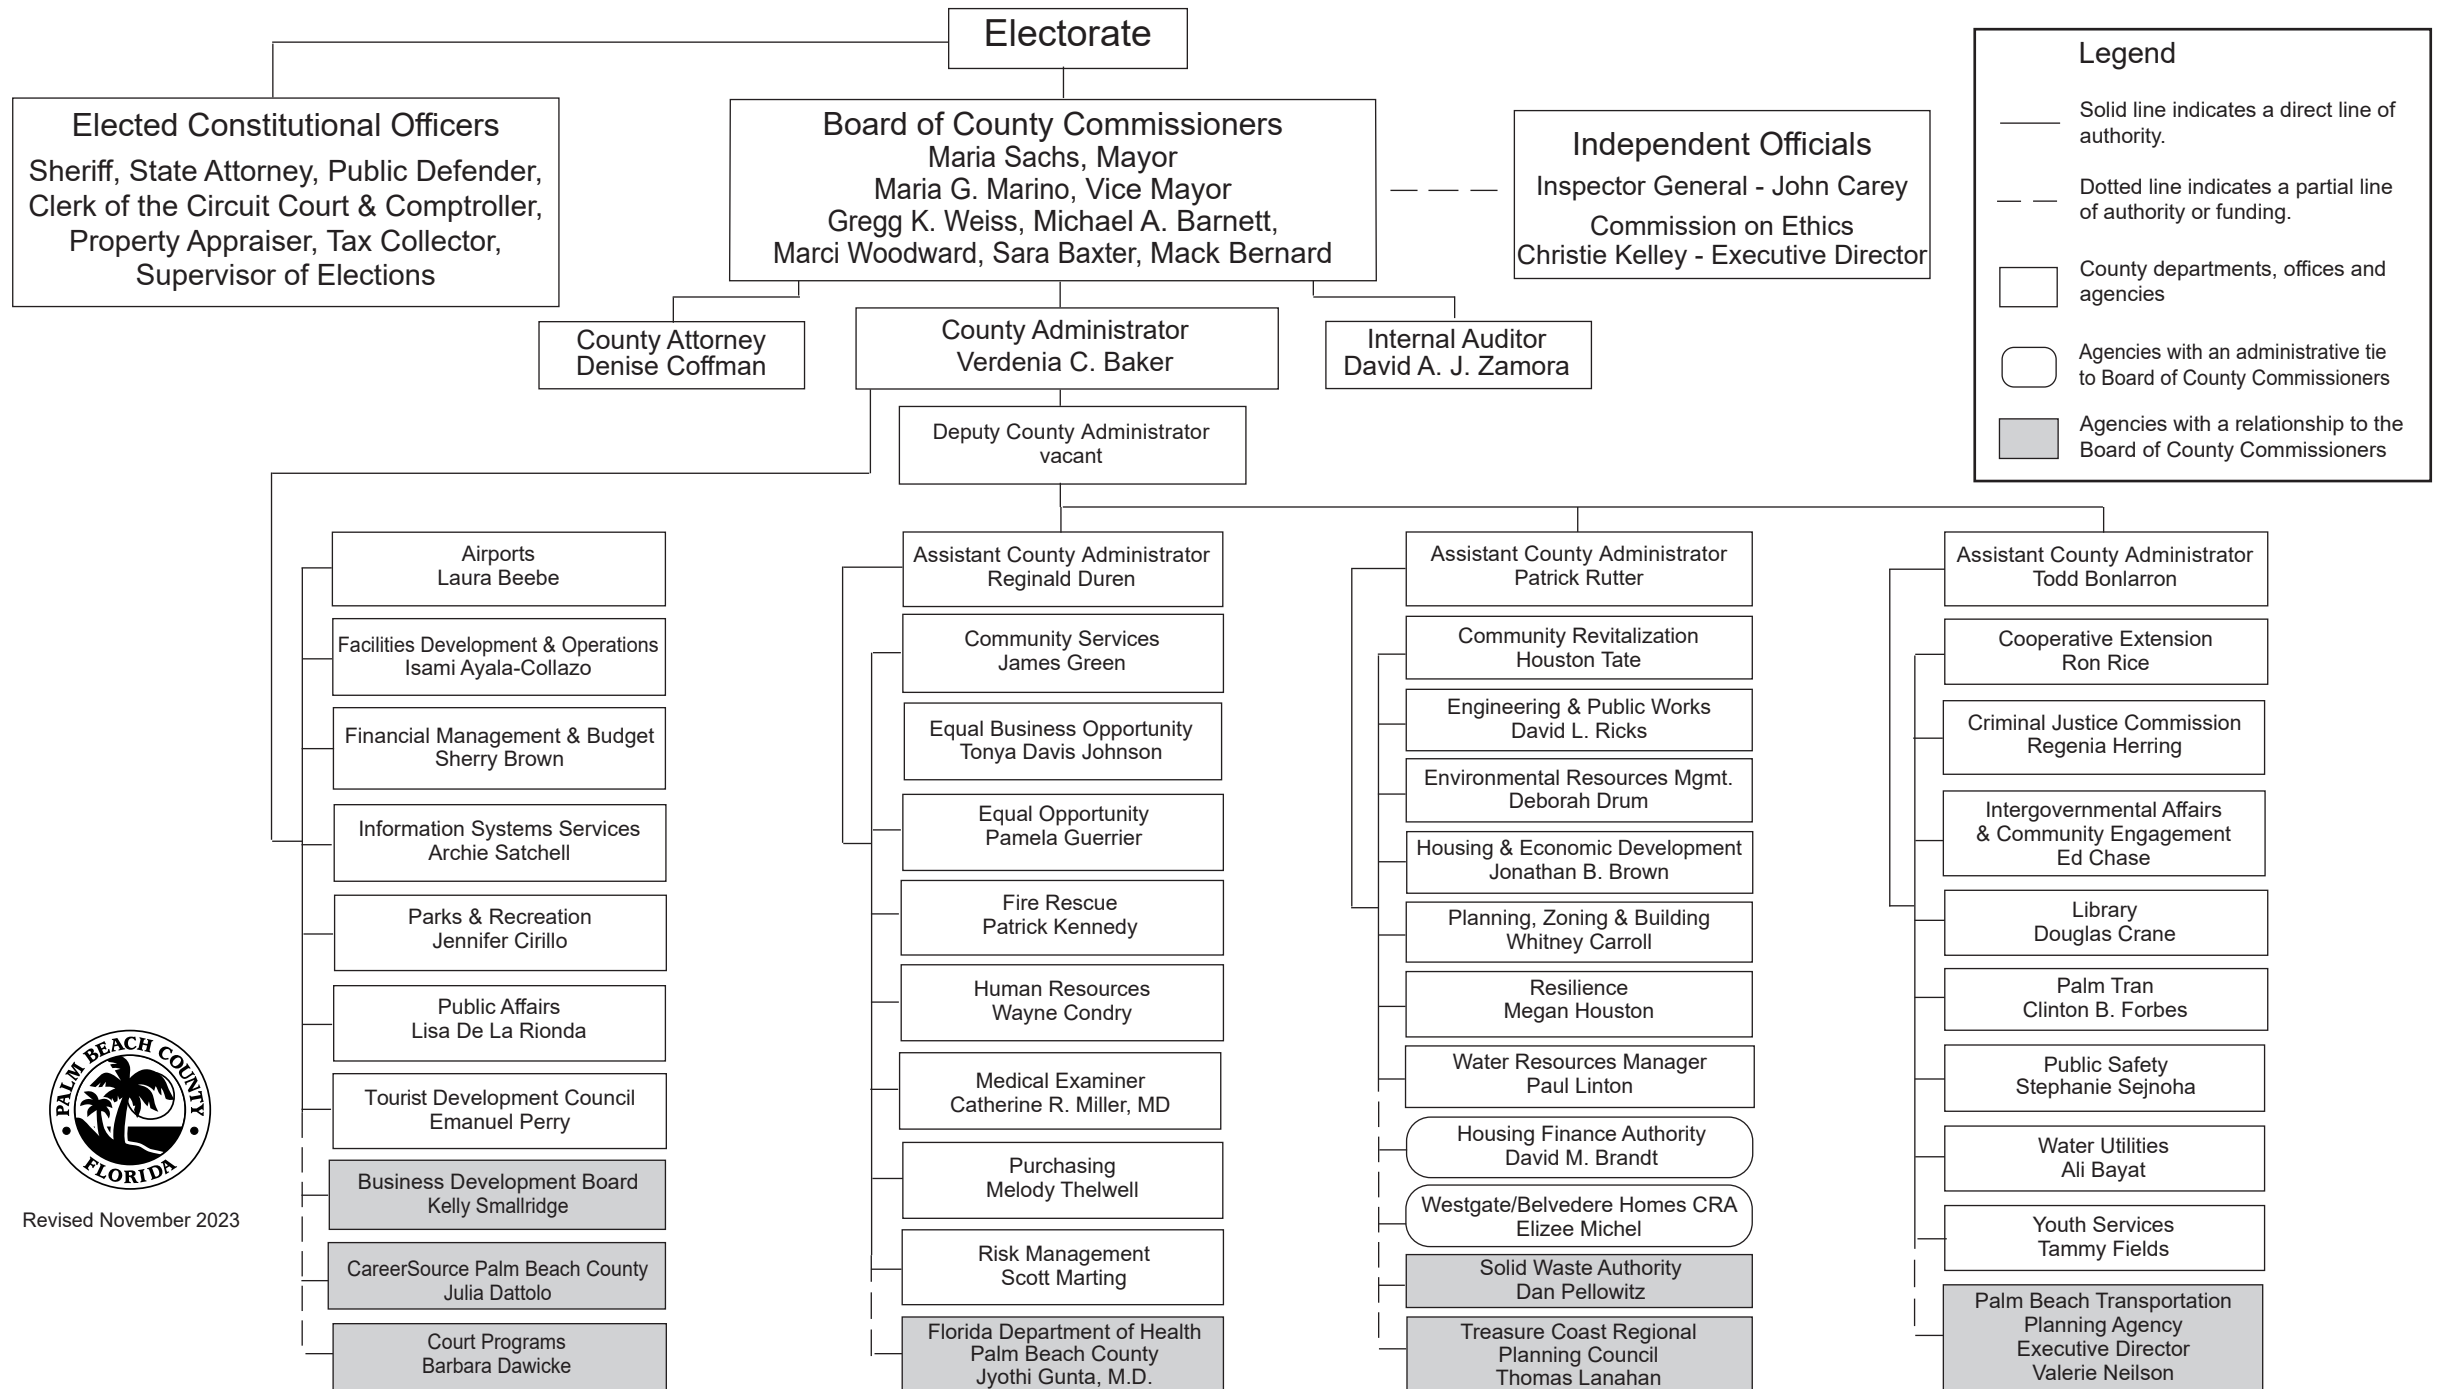 Electorate
Elected Constitutional Officers
Sheriff, State Attorney, Public Defender,
Clerk of the Circuit Court & Comptroller,
Property Appraiser, Tax Collector,
Supervisor of Elections
Board of County Commissioners
Maria Sachs, Mayor
Maria G. Marino, Vice Mayor
Gregg K. Weiss, Michael A. Barnett,
Marci Woodward, Sara Baxter, Mack Bernard
Independent Officials
Inspector General - John Carey
Commission on Ethics
Christie Kelley - Executive Director
Legend
Solid line indicates a direct line of
authority.
Dotted line indicates a partial line
of authority or funding.
County departments, offices and
agencies
Agencies with an administrative tie
to Board of County Commissioners
Agencies with a relationship to the
Board of County Commissioners
County Attorney
Denise Coffman
County Administrator
Verdenia C. Baker
Internal Auditor
David A. J. Zamora
Deputy County Administrator
vacant
Airports
Laura Beebe
Facilities Development & Operations
Isami Ayala-Collazo
Financial Management & Budget
Sherry Brown
Information Systems Services
Archie Satchell
Parks & Recreation
Jennifer Cirillo
Public Affairs
Lisa De La Rionda
Tourist Development Council
Emanuel Perry
Business Development Board
Kelly Smallridge
CareerSource Palm Beach County
Julia Dattolo
Court Programs
Barbara Dawicke
Assistant County Administrator
Reginald Duren
Community Services
James Green
Equal Business Opportunity
Tonya Davis Johnson
Equal Opportunity
Pamela Guerrier
Fire Rescue
Patrick Kennedy
Human Resources
Wayne Condry
Medical Examiner
Catherine R. Miller, MD
Purchasing
Melody Thelwell
Risk Management
Scott Marting
Florida Department of Health
Palm Beach County
Jyothi Gunta, M.D.
Assistant County Administrator
Patrick Rutter
Community Revitalization
Houston Tate
Engineering & Public Works
David L. Ricks
Environmental Resources Mgmt.
Deborah Drum
Housing & Economic Development
Jonathan B. Brown
Planning, Zoning & Building
Whitney Carroll
Resilience
Megan Houston
Water Resources Manager
Paul Linton
Housing Finance Authority
David M. Brandt
Westgate/Belvedere Homes CRA
Elizee Michel
Solid Waste Authority
Dan Pellowitz
Treasure Coast Regional
Planning Council
Thomas Lanahan
Assistant County Administrator
Todd Bonlarron
Cooperative Extension
Ron Rice
Criminal Justice Commission
Regenia Herring
Intergovernmental Affairs
& Community Engagement
Ed Chase
Library
Douglas Crane
Palm Tran
Clinton B. Forbes
Public Safety
Stephanie Sejnoha
Water Utilities
Ali Bayat
Youth Services
Tammy Fields
Palm Beach Transportation
Planning Agency
Executive Director
Valerie Neilson
PALM BEACH COUNTY
FLORIDA
Revised November 2023